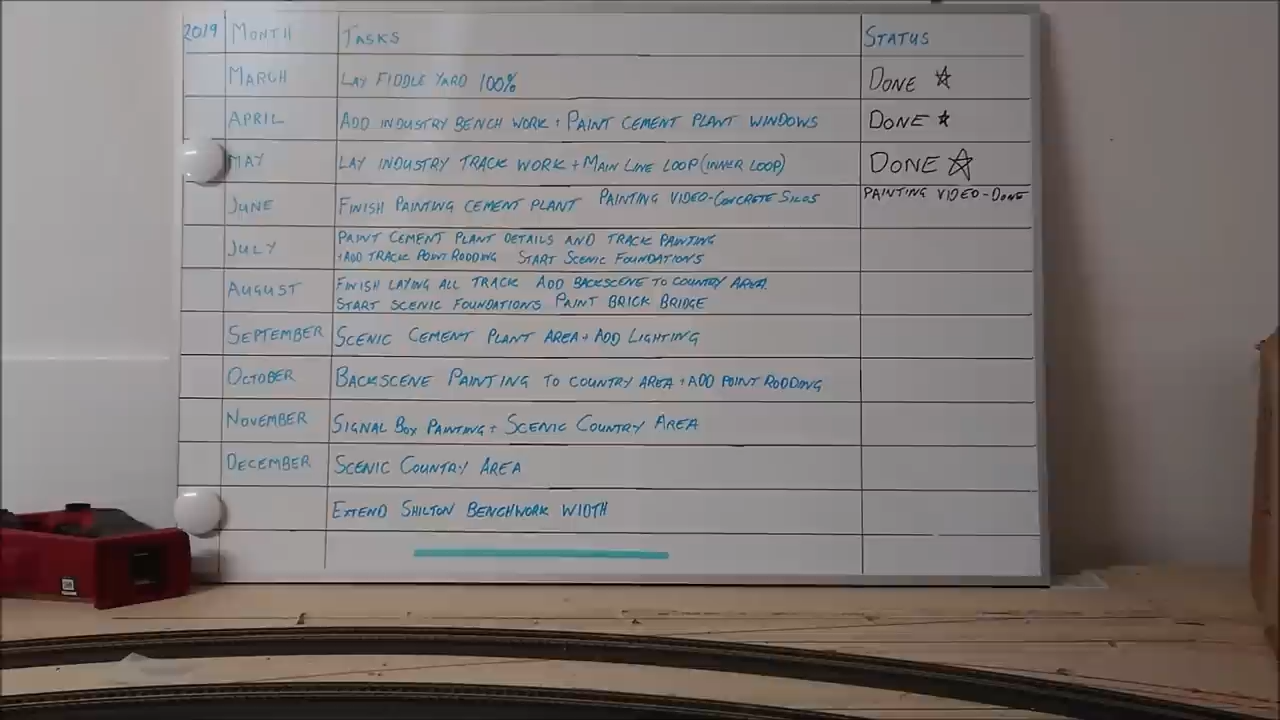 2019 MONTH TASKS STATUS
MARCH LAY FIDDLE YARD 100% DONE ☆
APRIL ADD INDUSTRY BENCH WORK + PAINT CEMENT PLANT WINDOWS DONE ☆
MAY LAY INDUSTRY TRACK WORK + MAIN LINE LOOP (INNER LOOP) DONE ☆
JUNE FINISH PAINTING CEMENT PLANT PAINTING VIDEO-CONCRETE SILOS PAINTING VIDEO-DONE
JULY PAINT CEMENT PLANT DETAILS AND TRACK PAINTING
+ADD TRACK POINT RODDING START SCENIC FOUNDATIONS
AUGUST FINISH LAYING ALL TRACK ADD BACKSCENE TO COUNTRY AREA.
START SCENIC FOUNDATIONS PAINT BRICK BRIDGE
SEPTEMBER SCENIC CEMENT PLANT AREA + ADD LIGHTING
OCTOBER BACKSCENE PAINTING TO COUNTRY AREA + ADD POINT RODDING
NOVEMBER SIGNAL BOX PAINTING + SCENIC COUNTRY AREA
DECEMBER SCENIC COUNTRY AREA
EXTEND SHILTON BENCHWORK WIDTH